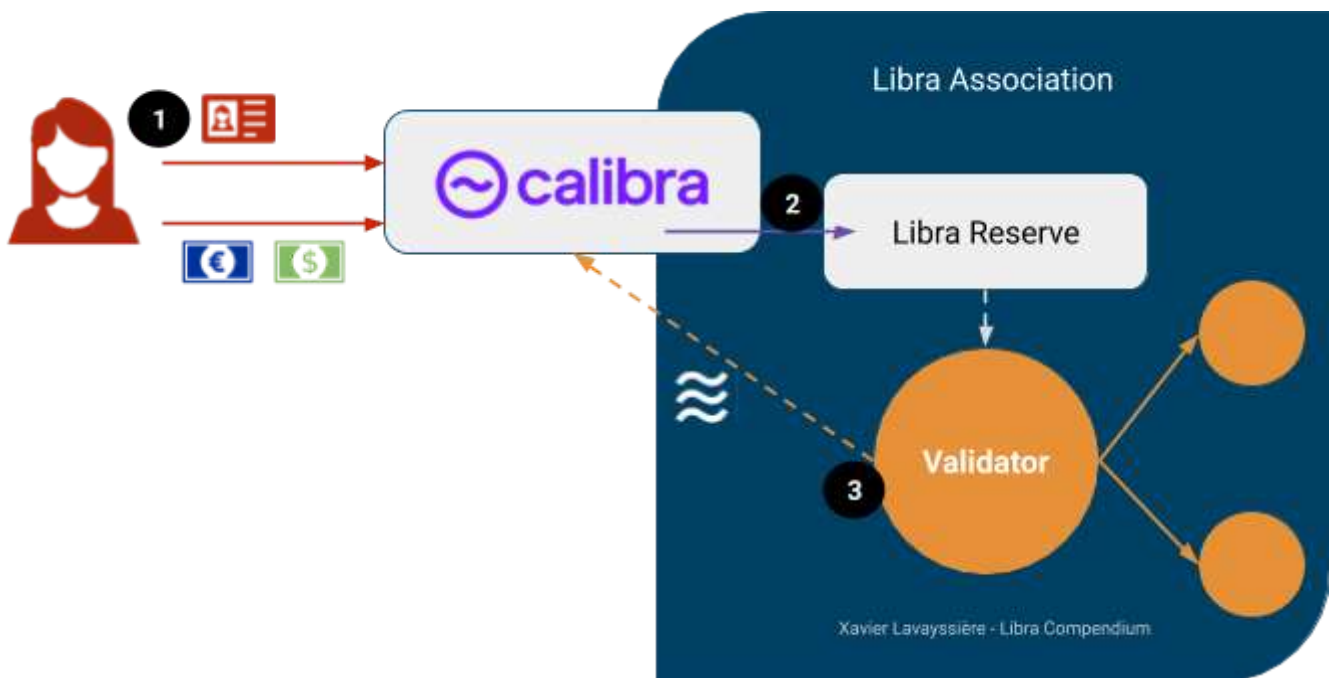 Libra Association
1
calibra
2
Libra Reserve
€
$
Validator
3
Xavier Lavayssière - Libra Compendium